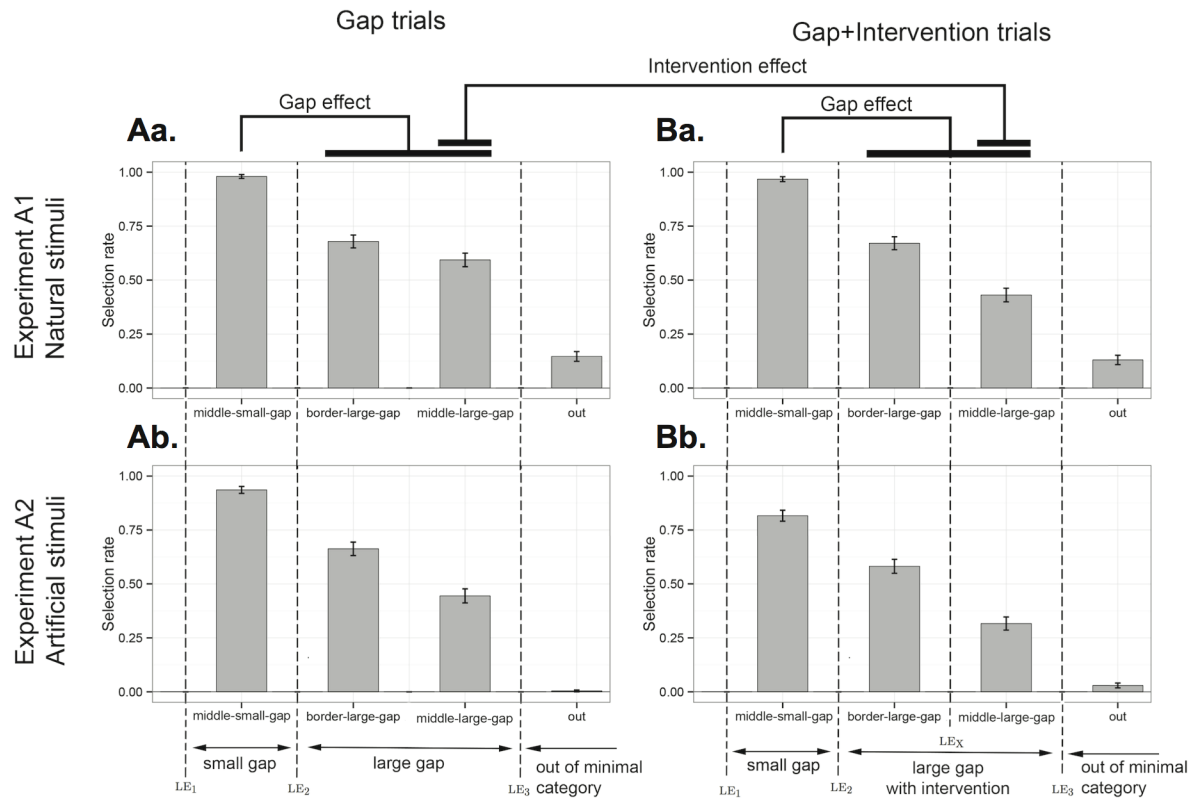 Gap trials
Gap+Intervention trials
Intervention effect
Gap effect
Gap effect
Aa.
Ba.
Experiment A1
Natural stimuli
Selection rate
1.00
0.75
0.50
0.25
0.00
middle-small-gap
border-large-gap
middle-large-gap
out
Selection rate
1.00
0.75
0.50
0.25
0.00
middle-small-gap
border-large-gap
middle-large-gap
out
Ab.
Bb.
Experiment A2
Artificial stimuli
Selection rate
1.00
0.75
0.50
0.25
0.00
middle-small-gap
border-large-gap
middle-large-gap
out
Selection rate
1.00
0.75
0.50
0.25
0.00
middle-small-gap
border-large-gap
middle-large-gap
out
small gap
large gap
out of minimal
category
LE1
LE2
LE3
LEX
small gap
large gap
with intervention
out of minimal
category
LE1
LE2
LE3